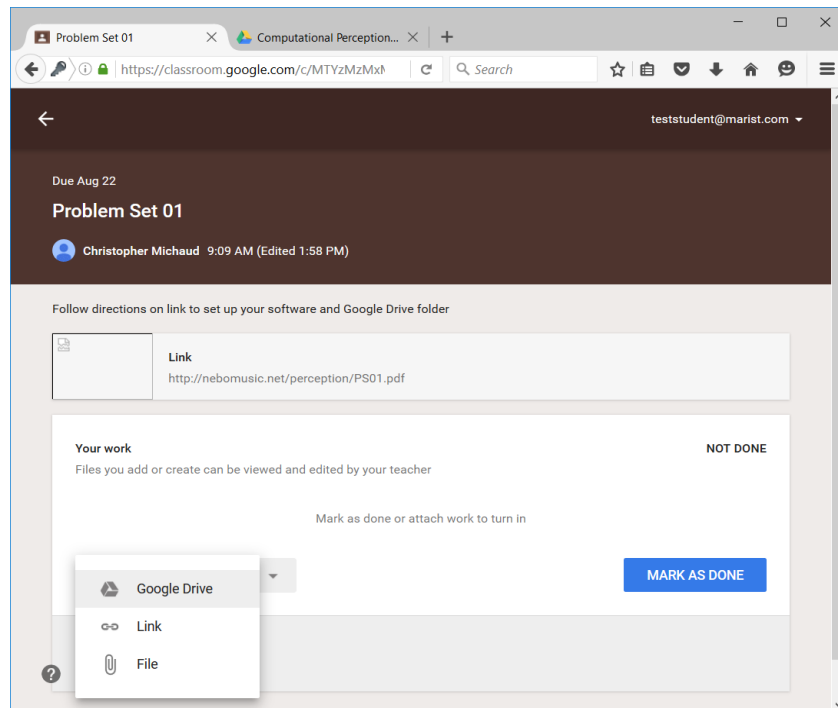 Problem Set 01
Computational Perception...
https://classroom.google.com/c/MTYzMzMxN
Search
teststudent@marist.com
Due Aug 22
Problem Set 01
Christopher Michaud 9:09 AM (Edited 1:58 PM)
Follow directions on link to set up your software and Google Drive folder
Link
http://nebomusic.net/perception/PS01.pdf
Your work
NOT DONE
Files you add or create can be viewed and edited by your teacher
Mark as done or attach work to turn in
MARK AS DONE
Google Drive
Link
File